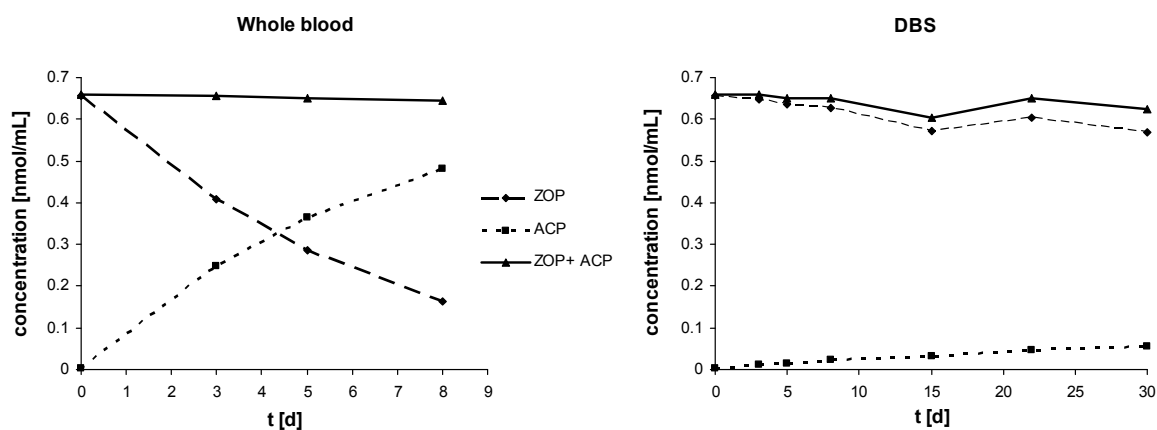 Whole blood
concentration [nmol/mL]
0.7
0.6
0.5
0.4
0.3
0.2
0.1
0
0 1 2 3 4 5 6 7 8 9
t [d]
ZOP
ACP
ZOP+ ACP
DBS
concentration [nmol/mL]
0.7
0.6
0.5
0.4
0.3
0.2
0.1
0
0 5 10 15 20 25 30
t [d]